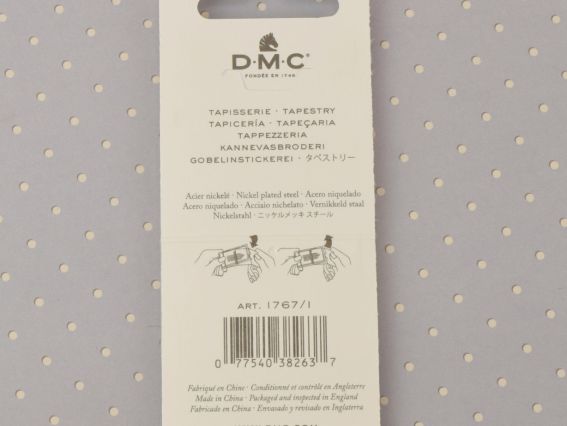 D·M·C®
FONDÉE EN 1746
TAPISSERIE · TAPESTRY
TAPICERÍA · TAPEÇARIA
TAPPEZZERIA
KANNEVASBRODERI
GOBELINSTICKEREI · タペストリー
Acier nickelé · Nickel plated steel · Acero niquelado
Acero niquelado · Acciaio nichelato · Vernikkeld staal
Nickelstahl · ニッケルメッキ スチール
ART. 1767/1
0 77540 38263 7
Fabriqué en Chine · Conditionné et contrôlé en Angleterre
Made in China · Packaged and inspected in England
Fabricado en China · Envasado y revisado en Inglaterra